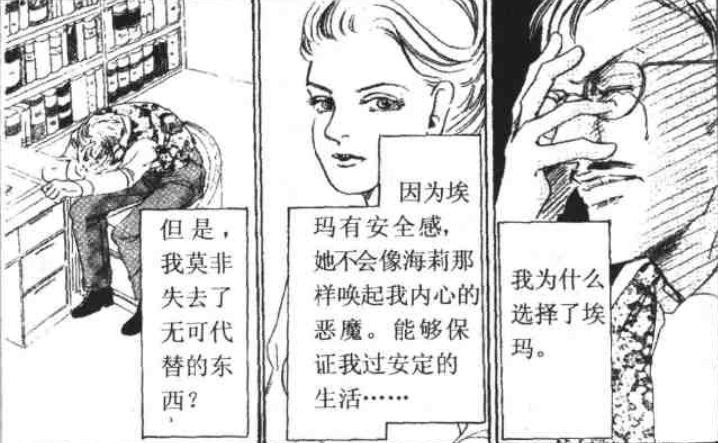 我为什么
选择了埃
玛。
因为埃
玛有安全感，
她不会像海莉那
样唤起我内心的
恶魔。能够保
证我过安定的
生活……
但是，
我莫非
失去了
无可代
替的东
西？